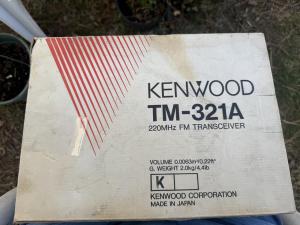 KENWOOD
TM-321A
220MHz FM TRANSCEIVER
VOLUME 0.0063m³/0.22ft³
G. WEIGHT 2.0kg/4.4lb
K
KENWOOD CORPORATION
MADE IN JAPAN